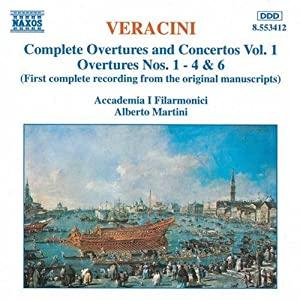 NAXOS
DDD
8.553412
VERACINI
Complete Overtures and Concertos Vol. 1
Overtures Nos. 1 - 4 & 6
(First complete recording from the original manuscripts)
Accademia I Filarmonici
Alberto Martini